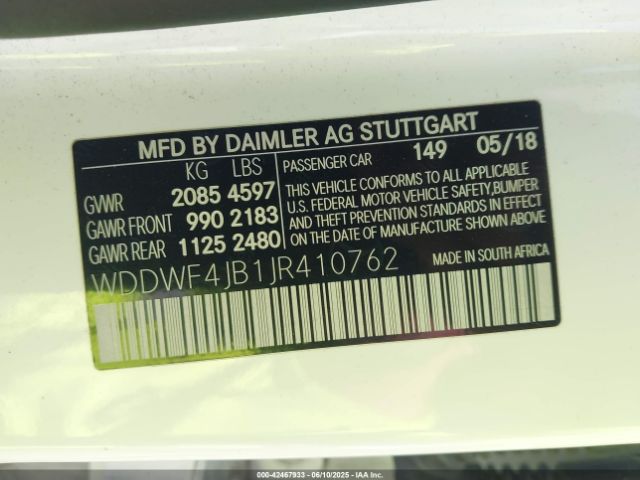 MFD BY DAIMLER AG STUTTGART
KG LBS
GVWR 2085 4597
GAWR FRONT 990 2183
GAWR REAR 1125 2480
PASSENGER CAR 149 05/18
THIS VEHICLE CONFORMS TO ALL APPLICABLE
U.S. FEDERAL MOTOR VEHICLE SAFETY, BUMPER
AND THEFT PREVENTION STANDARDS IN EFFECT
ON THE DATE OF MANUFACTURE SHOWN ABOVE
MADE IN SOUTH AFRICA
WDDWF4JB1JR410762
000-42467933 - 06/10/2025 - IAA Inc.